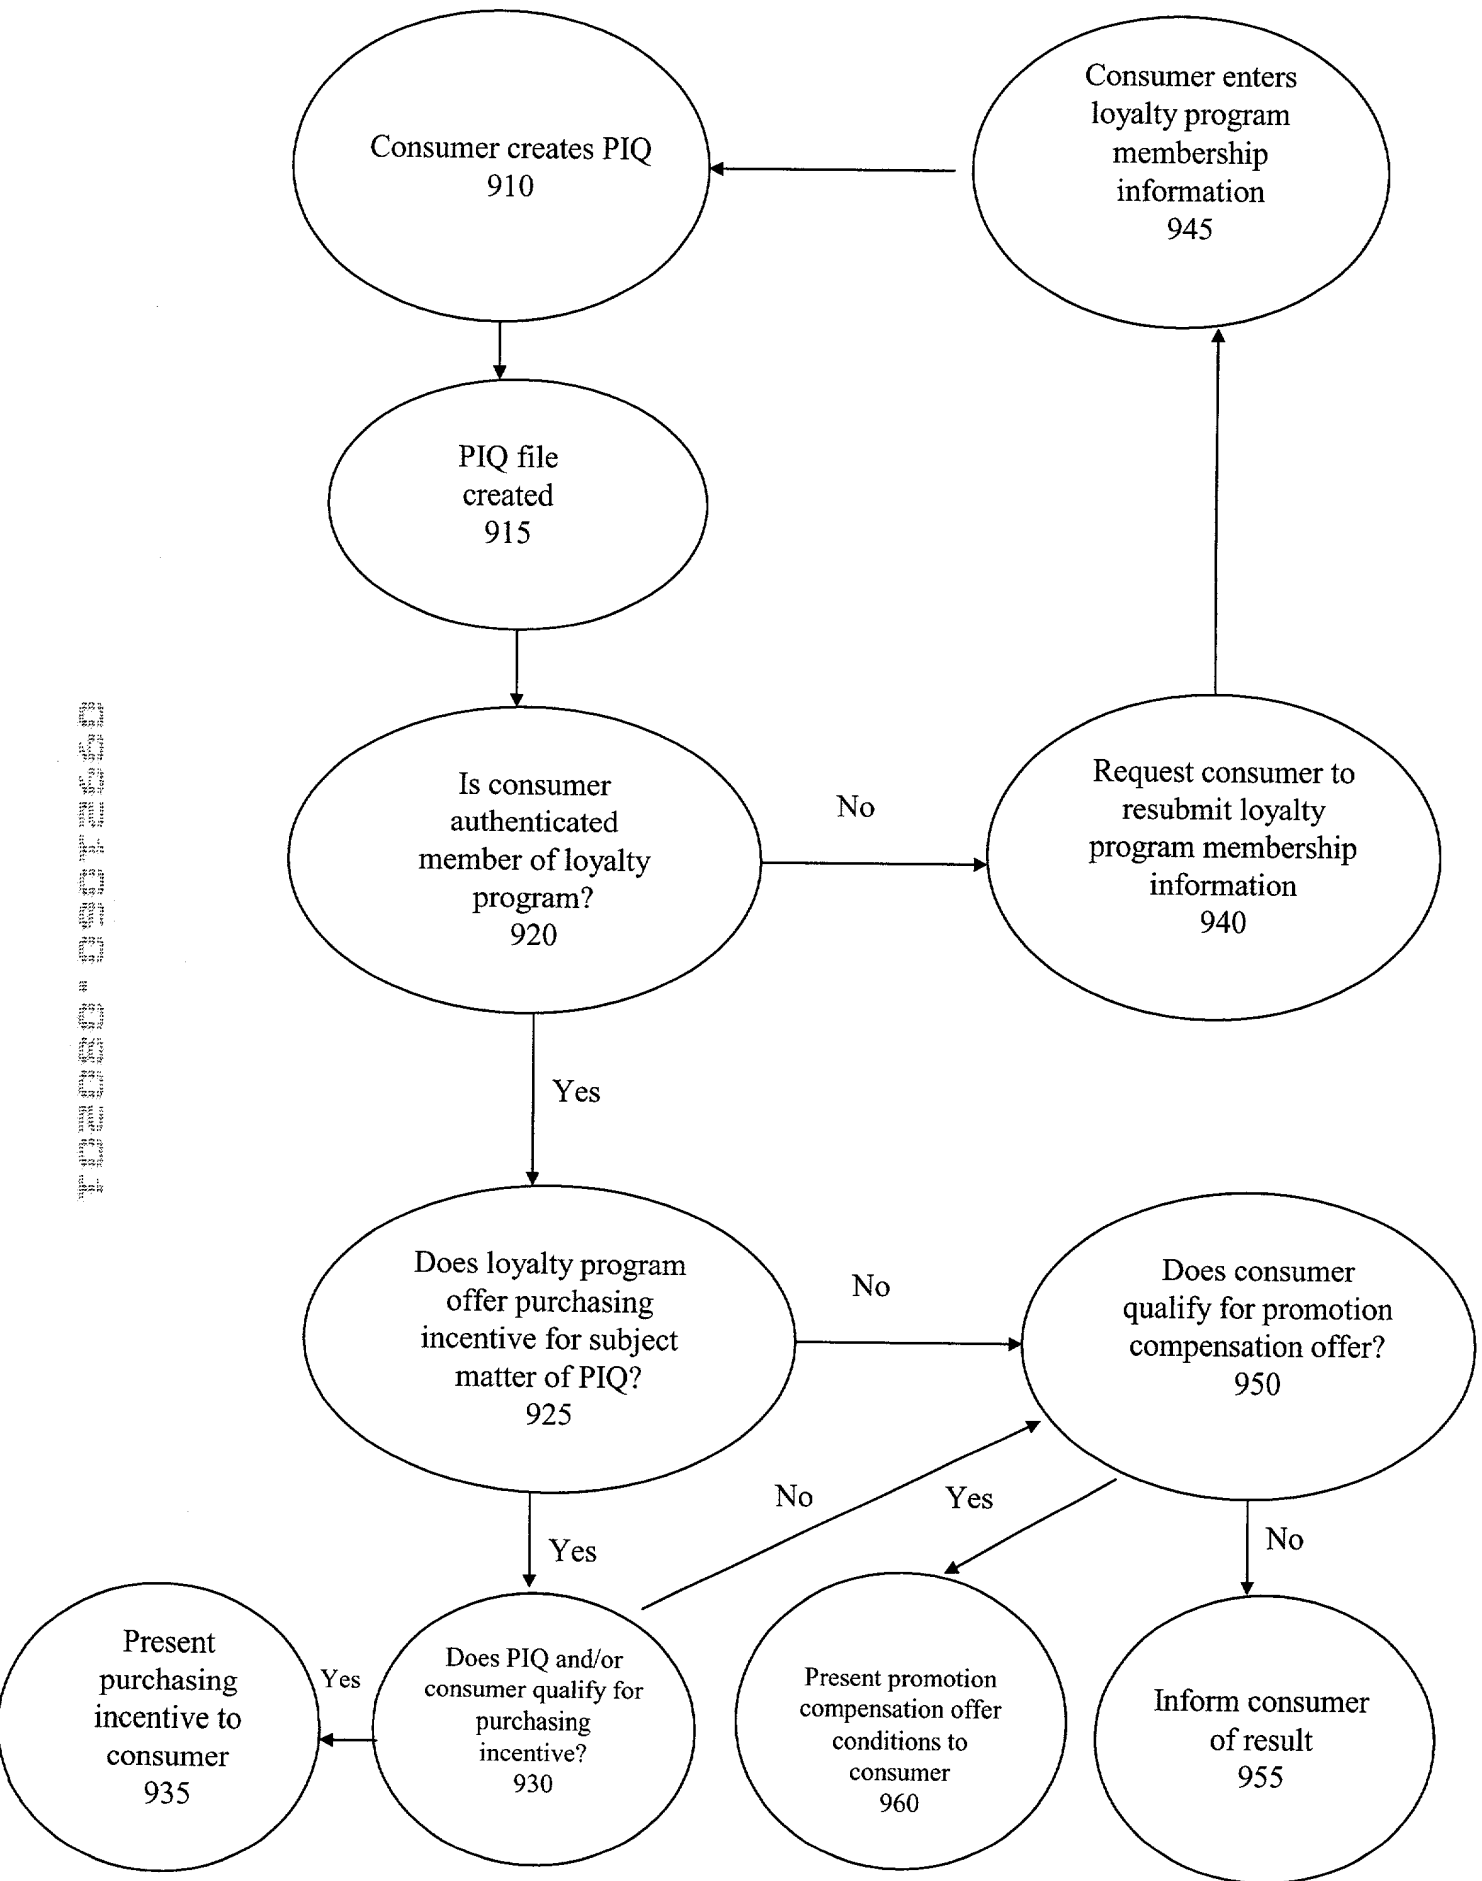 Consumer creates PIQ
910
Consumer enters
loyalty program
membership
information
945
PIQ file
created
915
Is consumer
authenticated
member of loyalty
program?
920
No
Request consumer to
resubmit loyalty
program membership
information
940
Yes
Does loyalty program
offer purchasing
incentive for subject
matter of PIQ?
925
No
Does consumer
qualify for promotion
compensation offer?
950
No
Yes
Yes
No
Present
purchasing
incentive to
consumer
935
Yes
Does PIQ and/or
consumer qualify for
purchasing
incentive?
930
Present promotion
compensation offer
conditions to
consumer
960
Inform consumer
of result
955